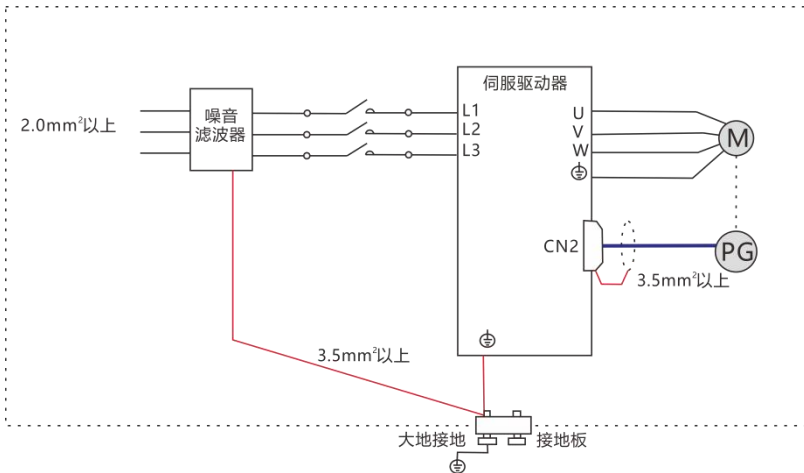 伺服驱动器
噪音
滤波器
2.0mm²以上
L1
L2
L3
U
V
W
M
CN2
PG
3.5mm²以上
3.5mm²以上
大地接地
接地板